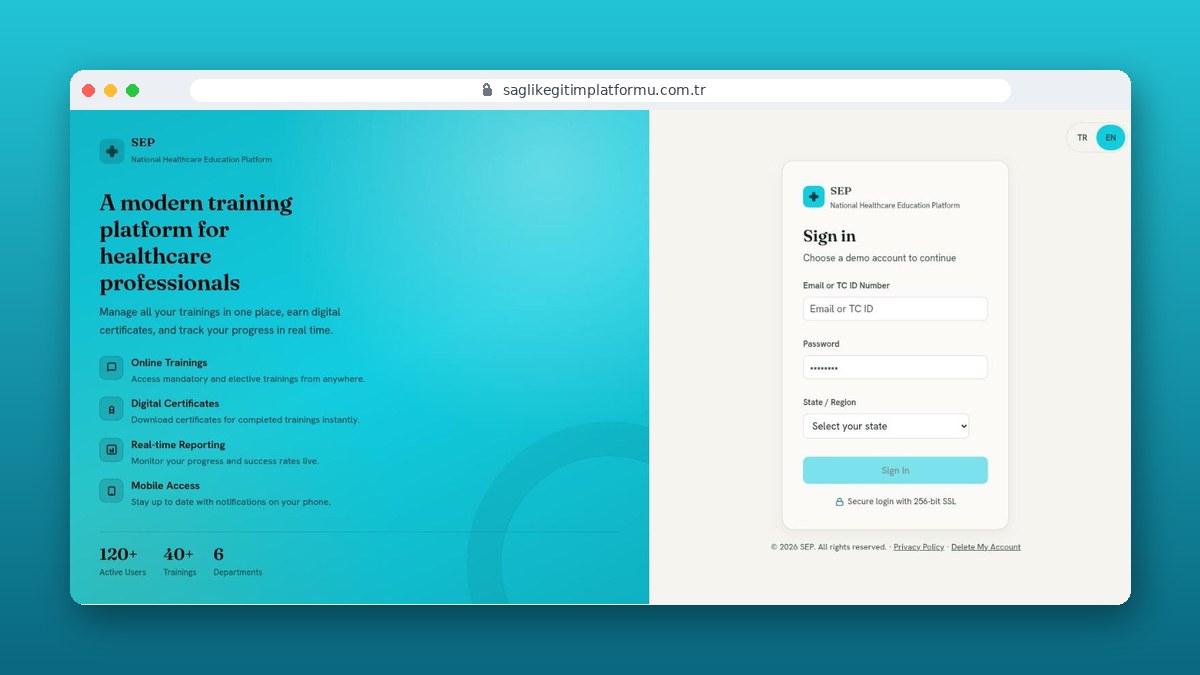 saglikegitimplatformu.com.tr
SEP
National Healthcare Education Platform
A modern training
platform for
healthcare
professionals
Manage all your trainings in one place, earn digital
certificates, and track your progress in real time.
Online Trainings
Access mandatory and elective trainings from anywhere.
Digital Certificates
Download certificates for completed trainings instantly.
Real-time Reporting
Monitor your progress and success rates live.
Mobile Access
Stay up to date with notifications on your phone.
120+ 40+ 6
Active Users Trainings Departments
TR EN
SEP
National Healthcare Education Platform
Sign in
Choose a demo account to continue
Email or TC ID Number
Email or TC ID
Password
••••••••
State / Region
Select your state
Sign In
Secure login with 256-bit SSL
© 2026 SEP. All rights reserved. · Privacy Policy · Delete My Account